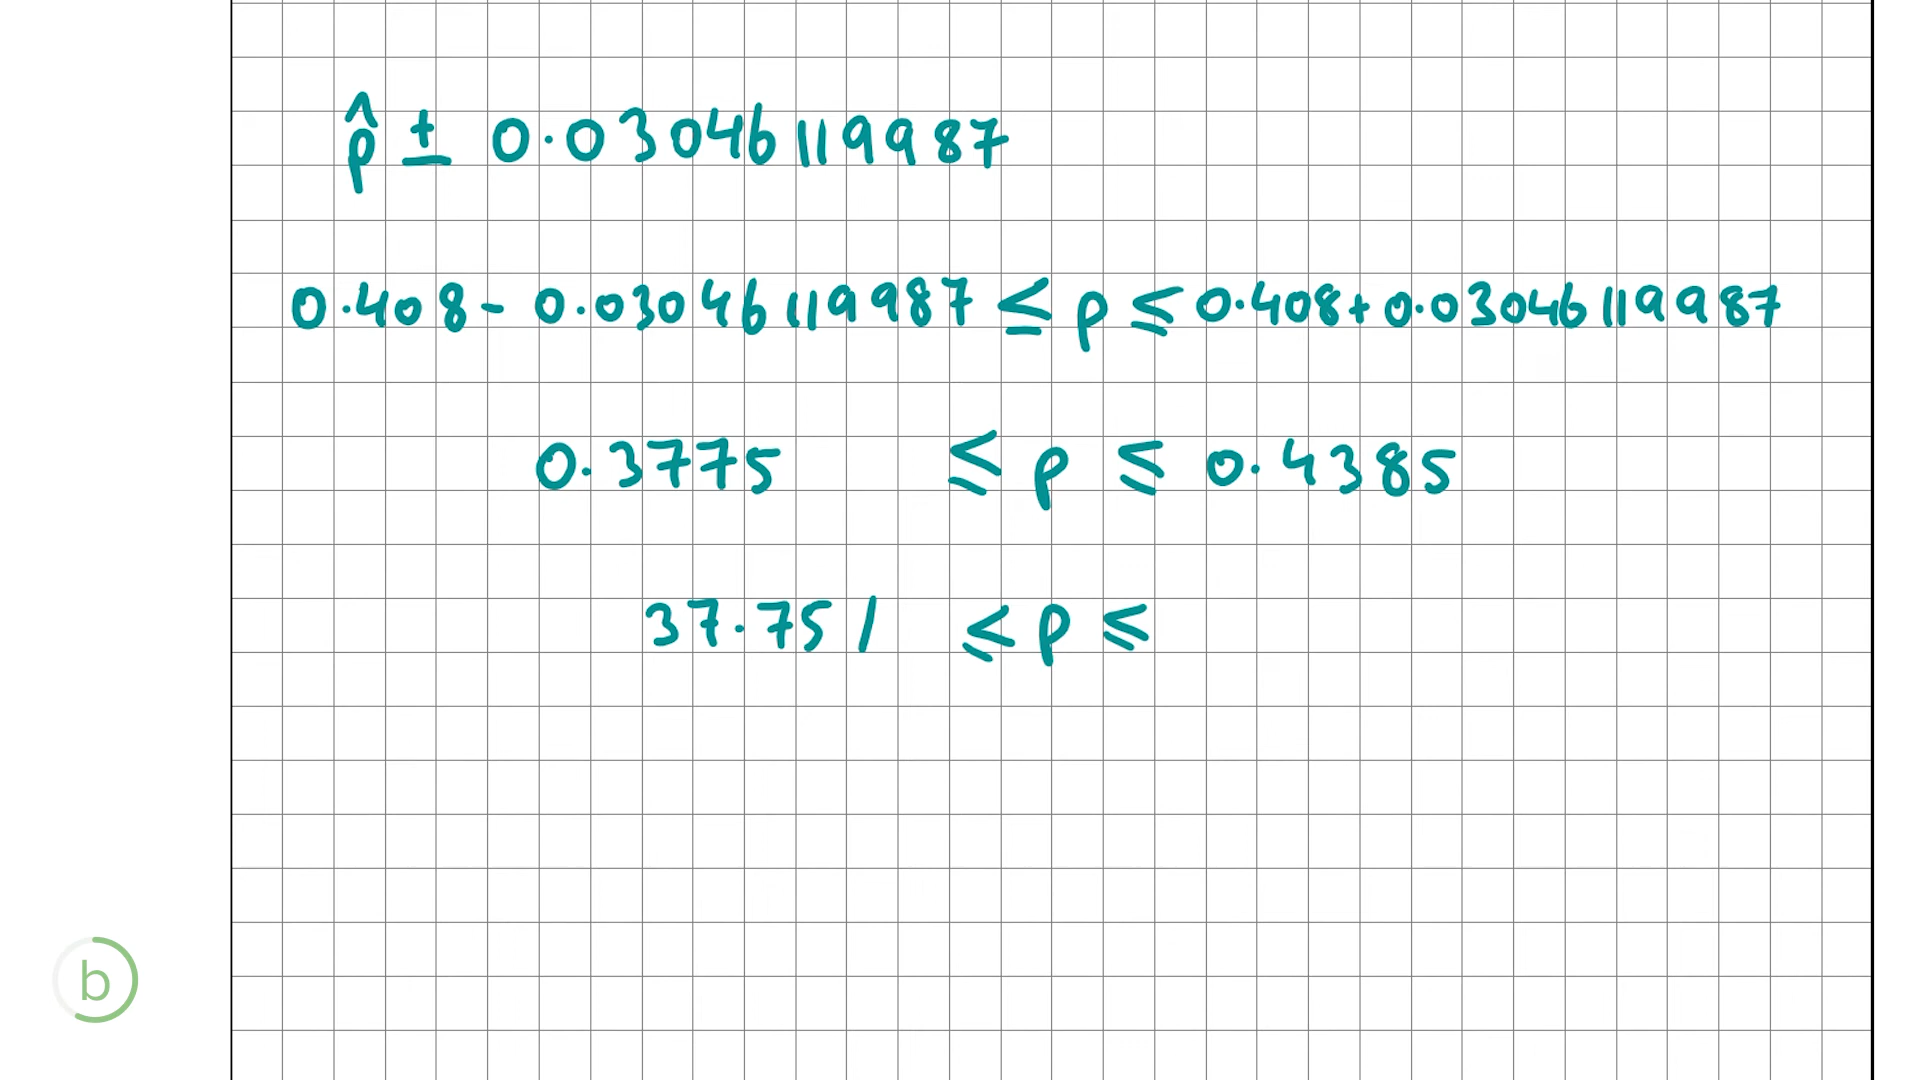 p̂ ± 0.03046119987
0.408 - 0.03046119987 ≤ p ≤ 0.408 + 0.03046119987
0.3775 ≤ p ≤ 0.4385
37.75 / ≤ p ≤
b